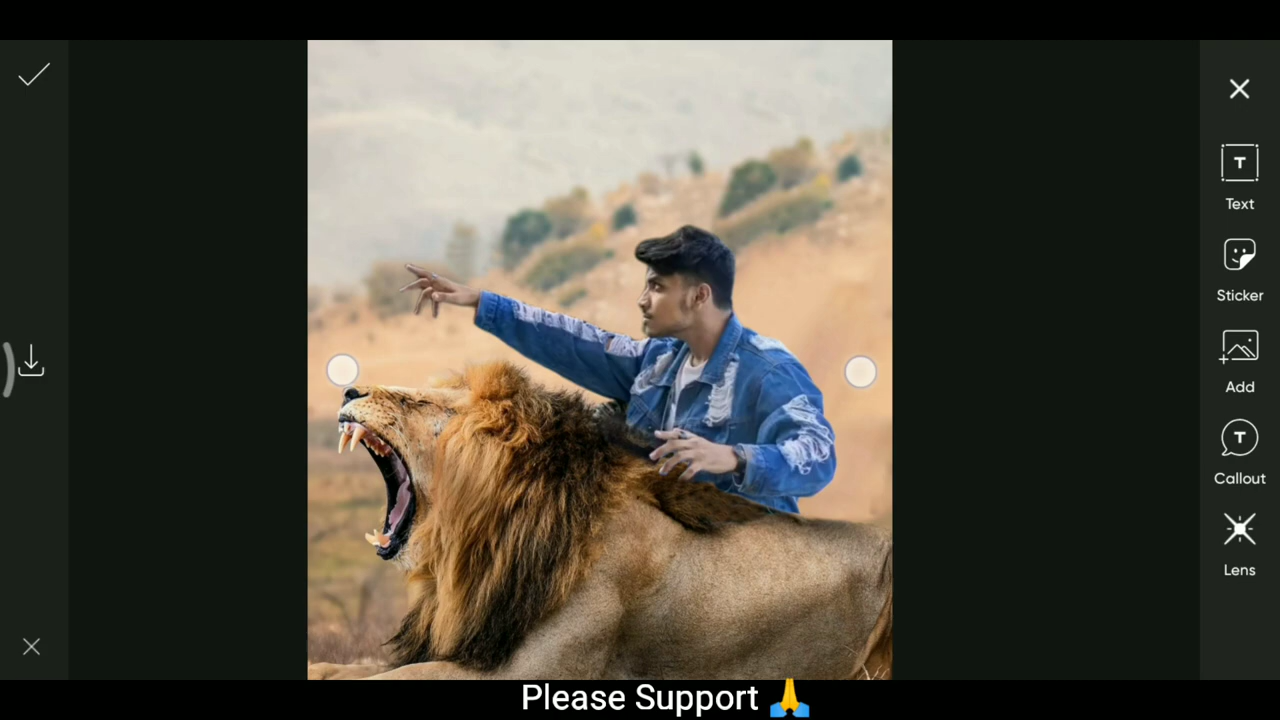 T
Text
Sticker
Add
T
Callout
Lens
Please Support 🙏